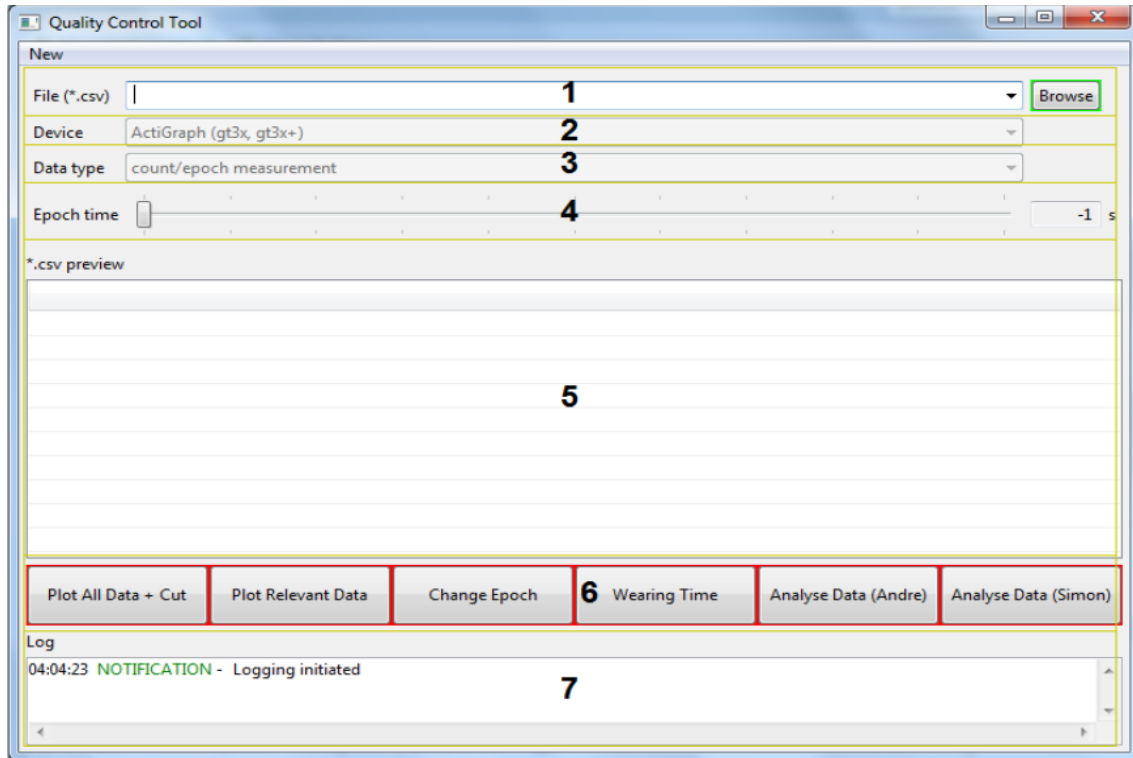 Quality Control Tool
New
File (*.csv) 1 Browse
Device ActiGraph (gt3x, gt3x+) 2
Data type count/epoch measurement 3
Epoch time 4 -1 s
*.csv preview
5
Plot All Data + Cut Plot Relevant Data Change Epoch 6 Wearing Time Analyse Data (Andre) Analyse Data (Simon)
Log
04:04:23 NOTIFICATION - Logging initiated
7